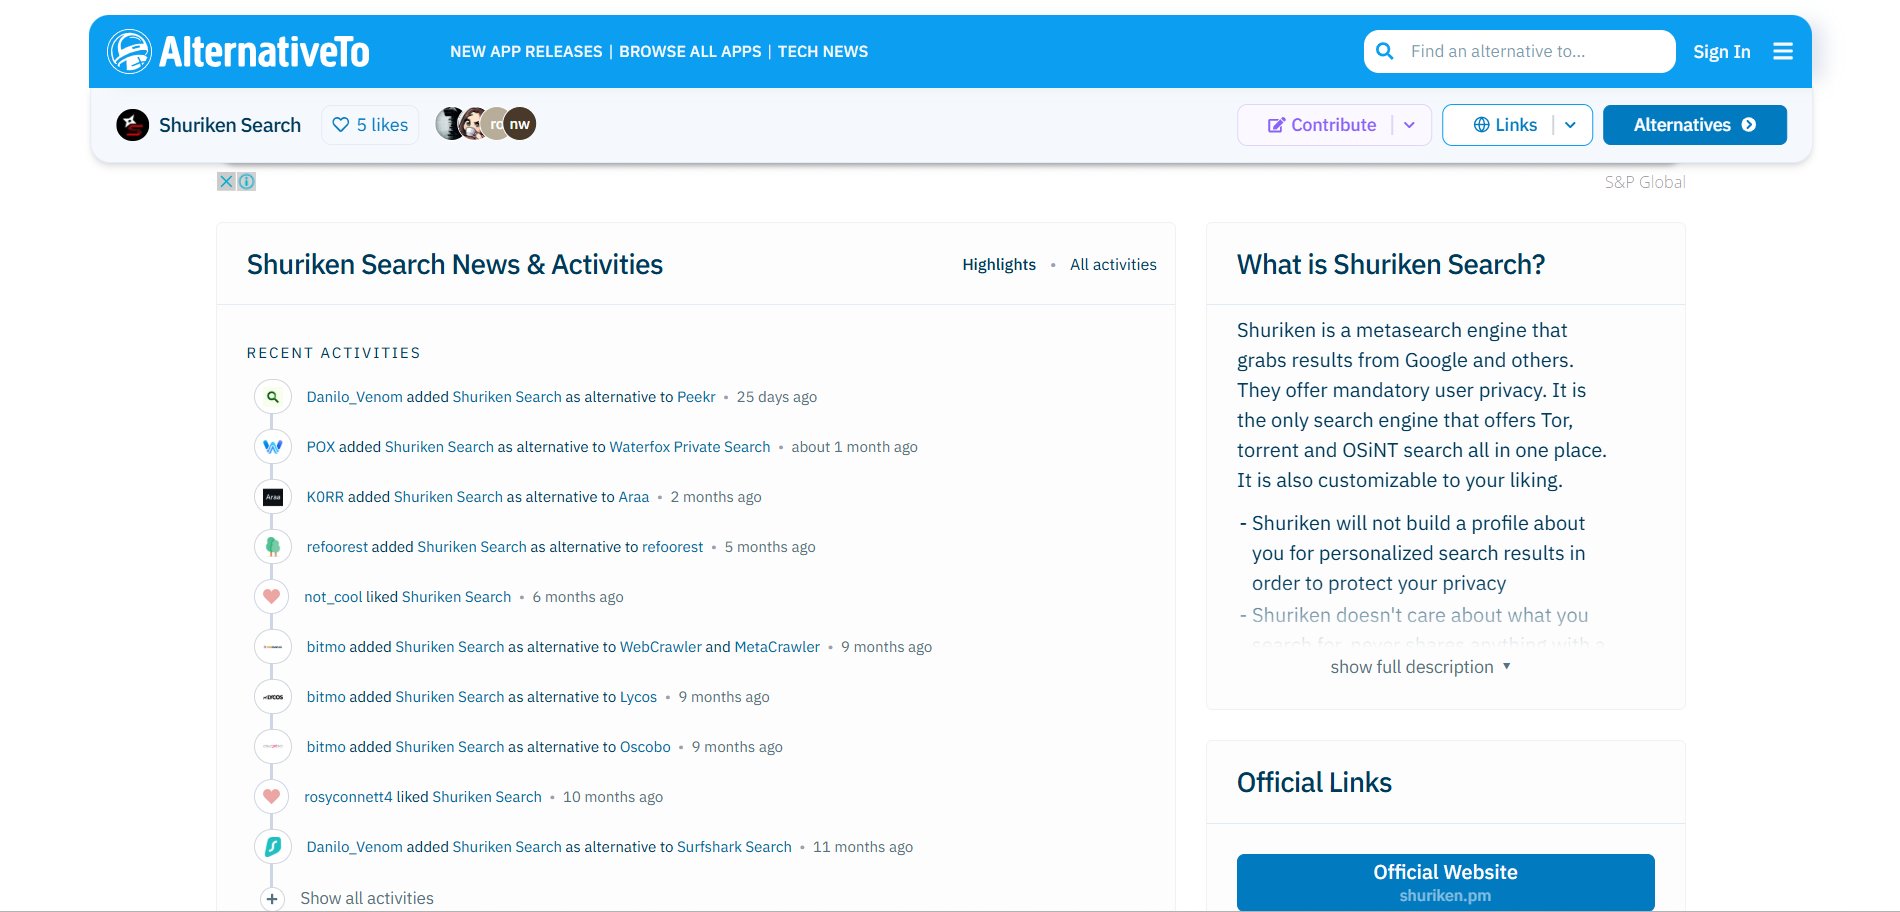 AlternativeTo
NEW APP RELEASES | BROWSE ALL APPS | TECH NEWS
Find an alternative to...
Sign In
Shuriken Search
5 likes
ro
nw
Contribute
Links
Alternatives
S&P Global
Shuriken Search News & Activities
Highlights • All activities
RECENT ACTIVITIES
Danilo_Venom added Shuriken Search as alternative to Peekr • 25 days ago
POX added Shuriken Search as alternative to Waterfox Private Search • about 1 month ago
Araa
K0RR added Shuriken Search as alternative to Araa • 2 months ago
refoorest added Shuriken Search as alternative to refoorest • 5 months ago
not_cool liked Shuriken Search • 6 months ago
bitmo added Shuriken Search as alternative to WebCrawler and MetaCrawler • 9 months ago
LYCOS
bitmo added Shuriken Search as alternative to Lycos • 9 months ago
bitmo added Shuriken Search as alternative to Oscobo • 9 months ago
rosyconnett4 liked Shuriken Search • 10 months ago
Danilo_Venom added Shuriken Search as alternative to Surfshark Search • 11 months ago
Show all activities
What is Shuriken Search?
Shuriken is a metasearch engine that
grabs results from Google and others.
They offer mandatory user privacy. It is
the only search engine that offers Tor,
torrent and OSiNT search all in one place.
It is also customizable to your liking.
- Shuriken will not build a profile about
you for personalized search results in
order to protect your privacy
- Shuriken doesn't care about what you
search for, never shares anything with a
show full description ▼
Official Links
Official Website
shuriken.pm